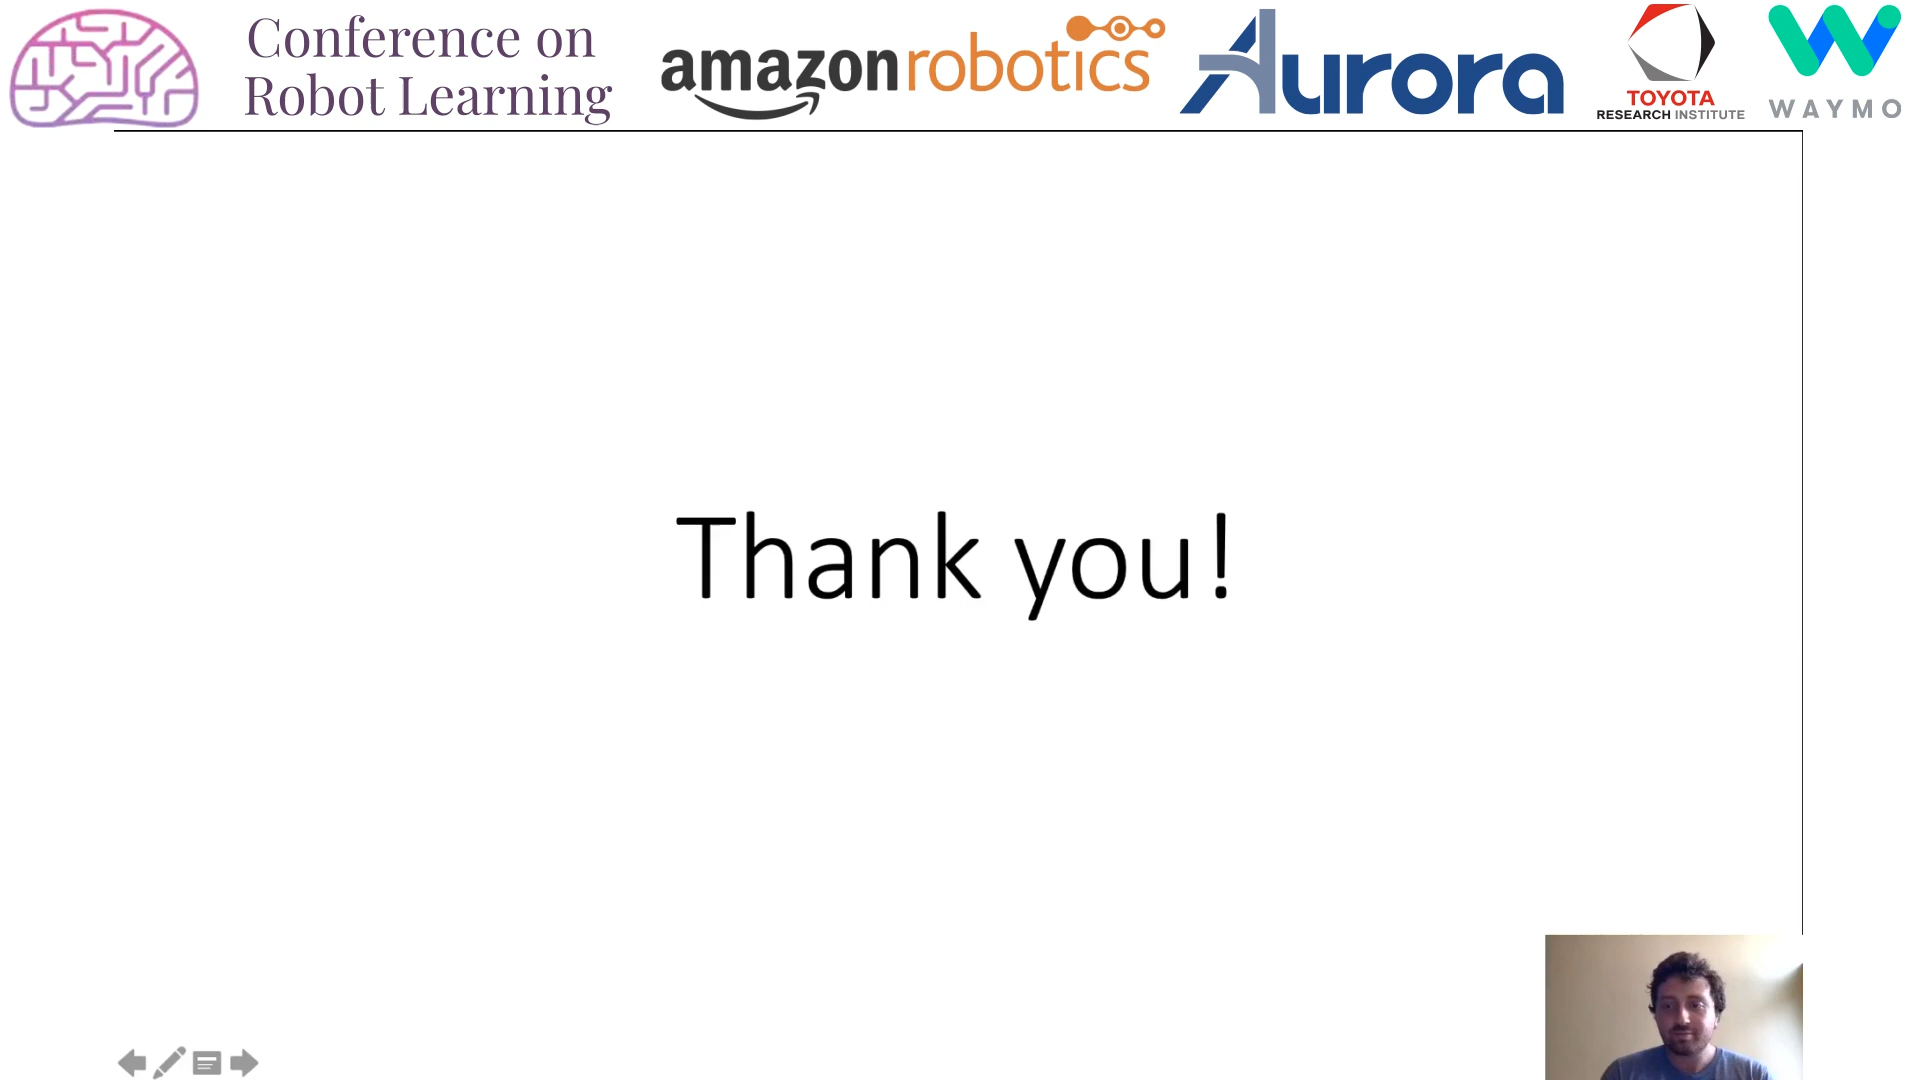 Conference on
Robot Learning
amazon robotics
Aurora
TOYOTA
RESEARCH INSTITUTE
WAYMO
Thank you!